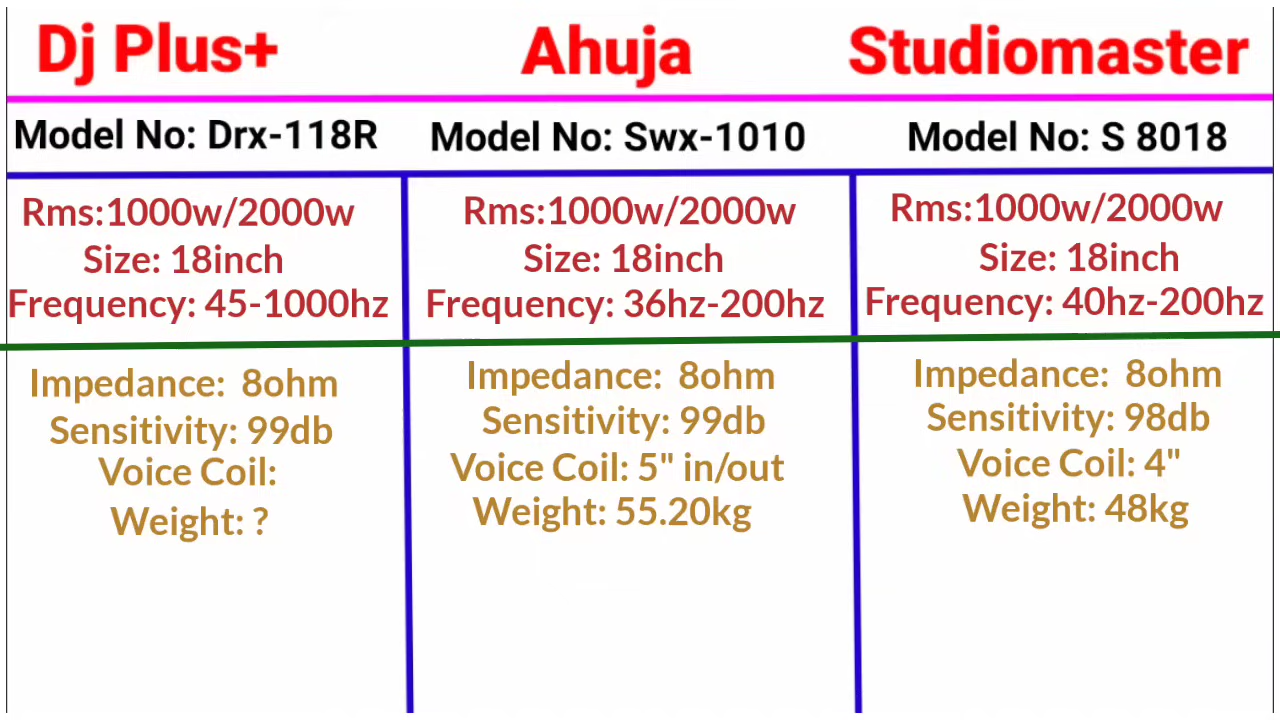 Dj Plus+
Ahuja
Studiomaster
Model No: Drx-118R
Model No: Swx-1010
Model No: S 8018
Rms:1000w/2000w
Size: 18inch
Frequency: 45-1000hz
Rms:1000w/2000w
Size: 18inch
Frequency: 36hz-200hz
Rms:1000w/2000w
Size: 18inch
Frequency: 40hz-200hz
Impedance: 8ohm
Sensitivity: 99db
Voice Coil:
Weight: ?
Impedance: 8ohm
Sensitivity: 99db
Voice Coil: 5" in/out
Weight: 55.20kg
Impedance: 8ohm
Sensitivity: 98db
Voice Coil: 4"
Weight: 48kg